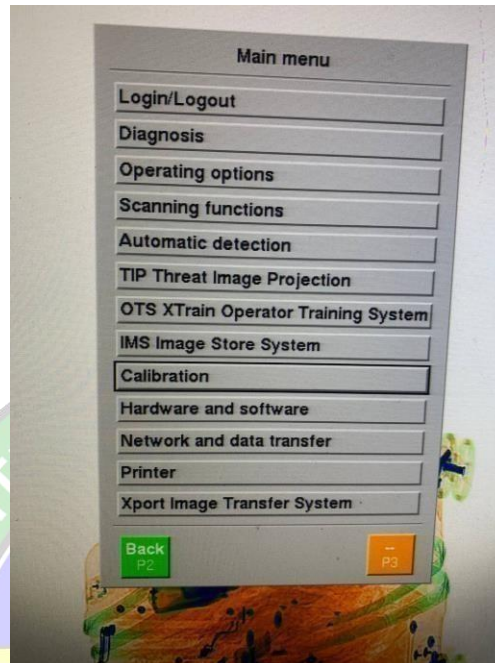 Main menu
Login/Logout
Diagnosis
Operating options
Scanning functions
Automatic detection
TIP Threat Image Projection
OTS XTrain Operator Training System
IMS Image Store System
Calibration
Hardware and software
Network and data transfer
Printer
Xport Image Transfer System
Back
P2
–
P3